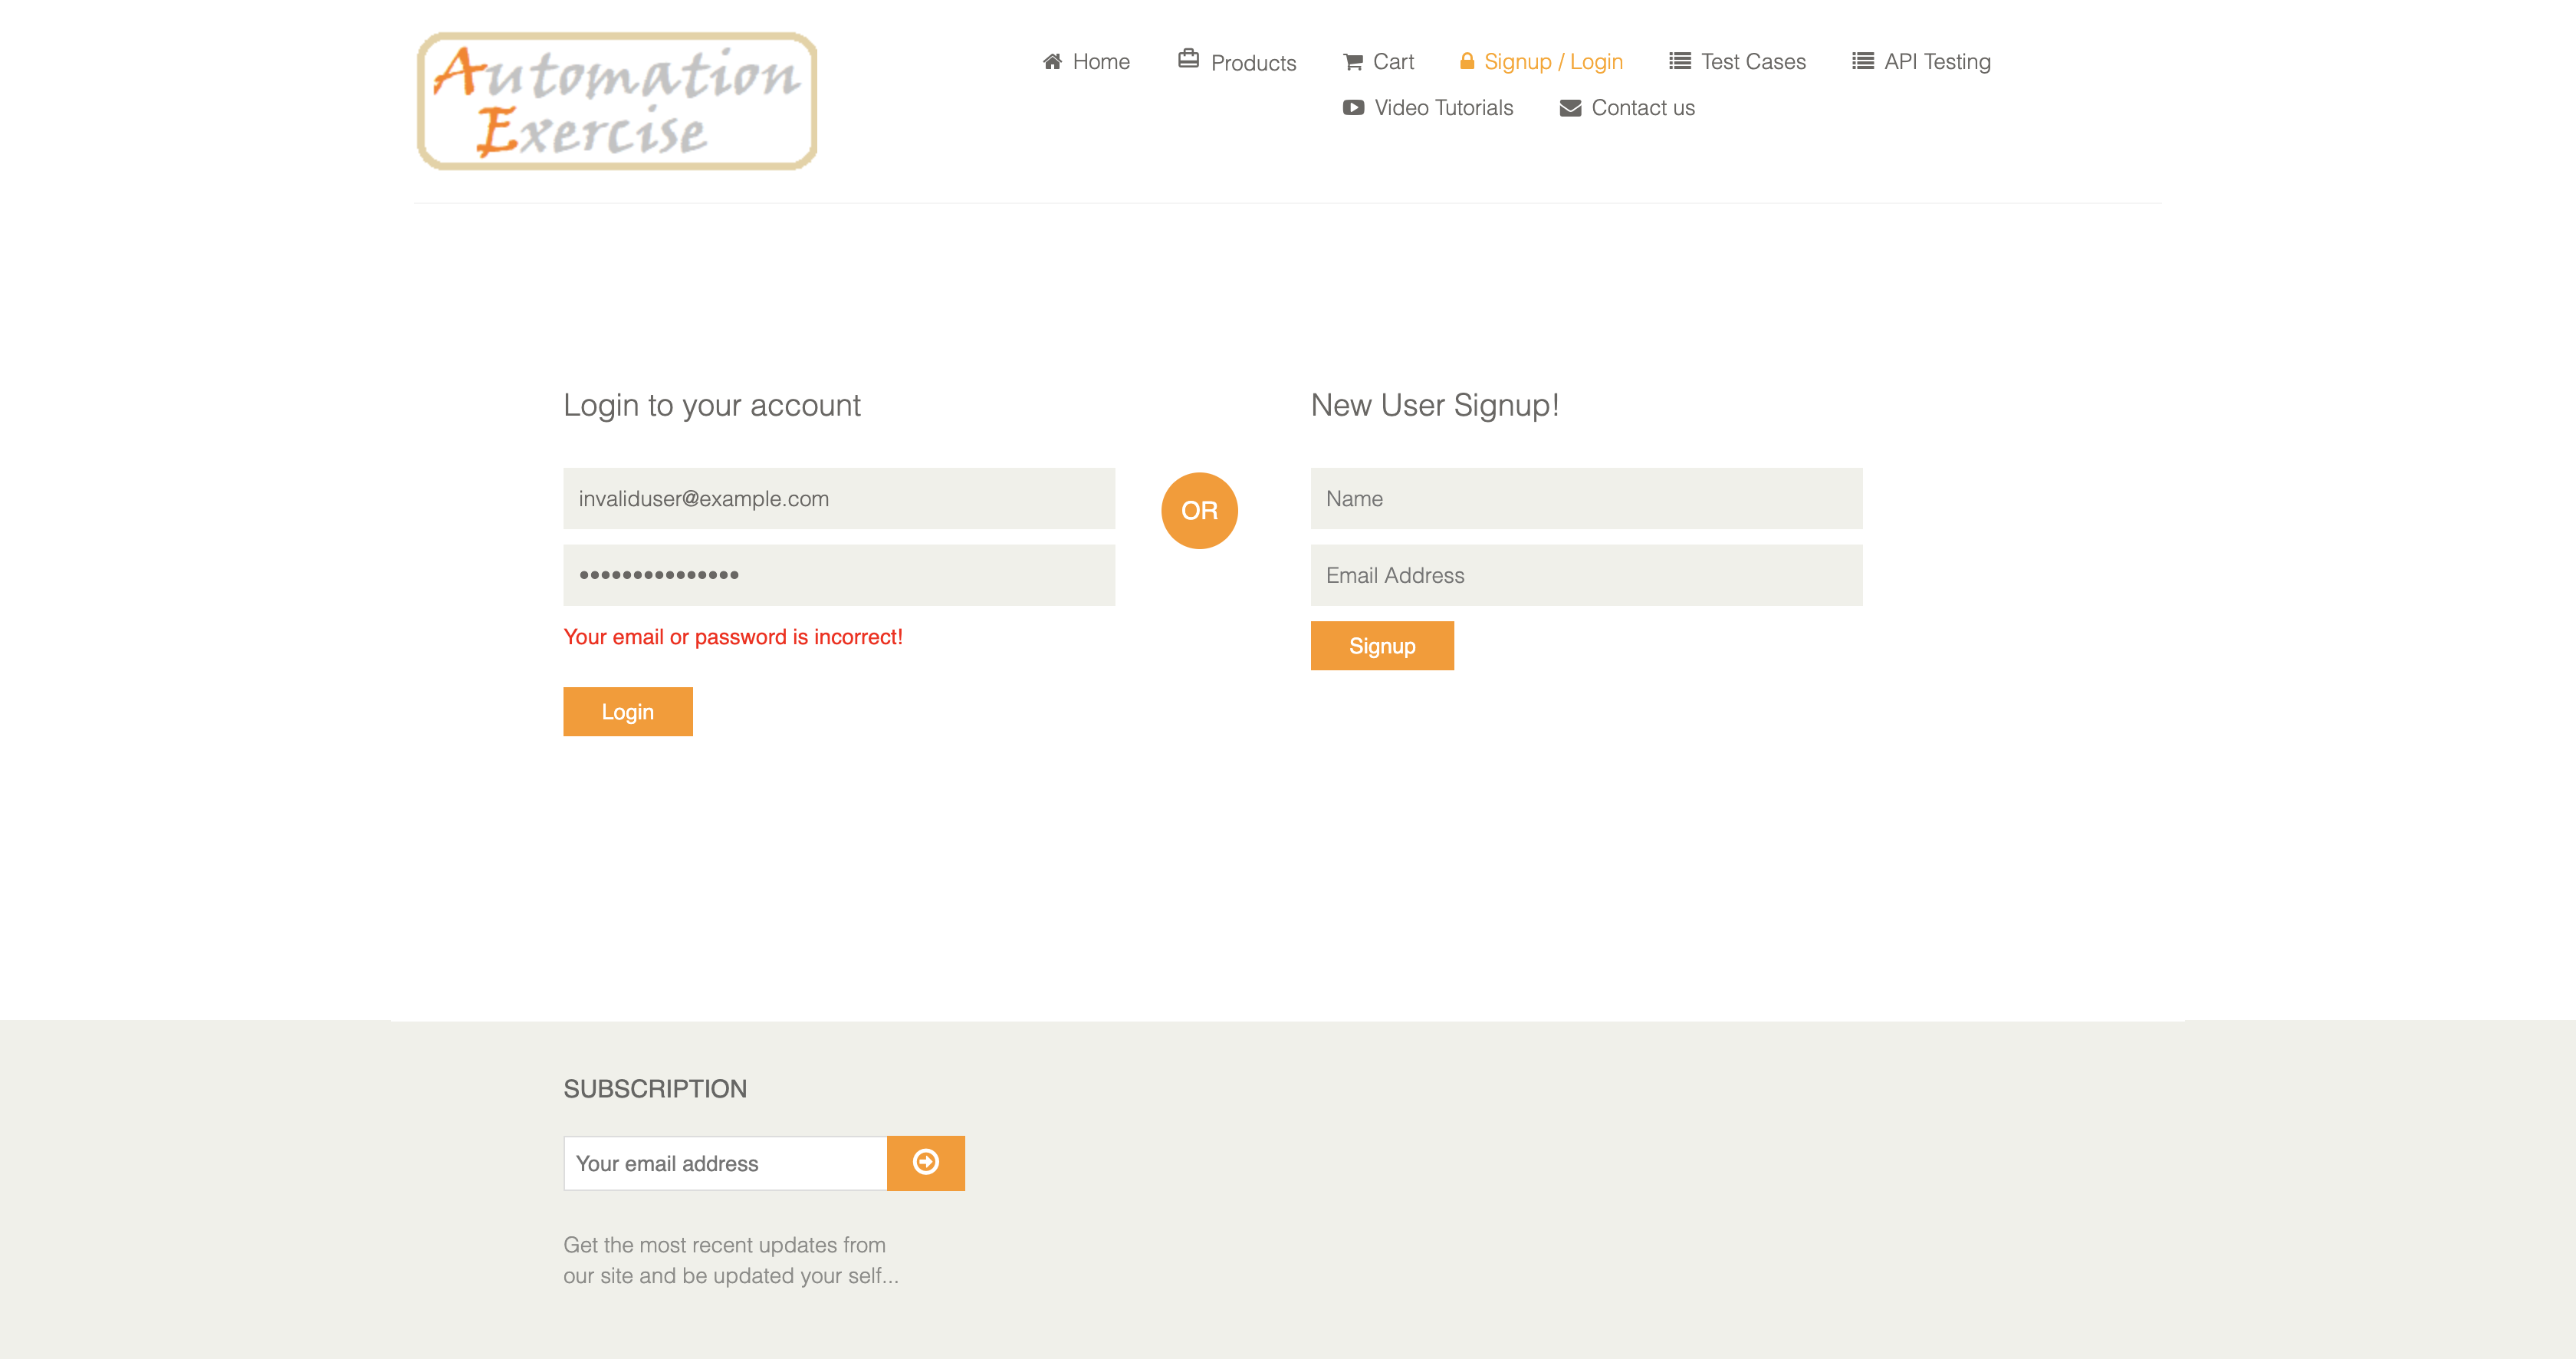 Automation
Exercise
Home
Products
Cart
Signup / Login
Test Cases
API Testing
Video Tutorials
Contact us
Login to your account
invaliduser@example.com
•••••••••••••••
Your email or password is incorrect!
Login
OR
New User Signup!
Name
Email Address
Signup
SUBSCRIPTION
Your email address
Get the most recent updates from
our site and be updated your self...